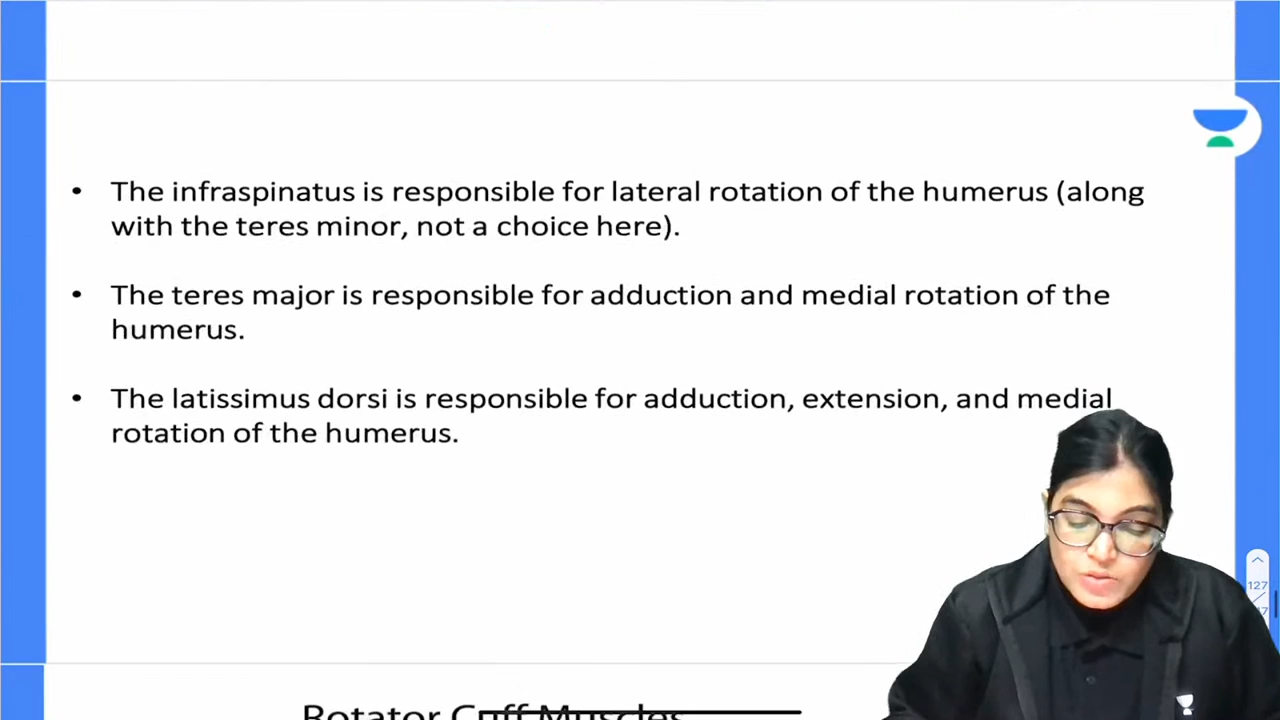 • The infraspinatus is responsible for lateral rotation of the humerus (along
with the teres minor, not a choice here).
• The teres major is responsible for adduction and medial rotation of the
humerus.
• The latissimus dorsi is responsible for adduction, extension, and medial
rotation of the humerus.
127
Rotator Cuff Muscles